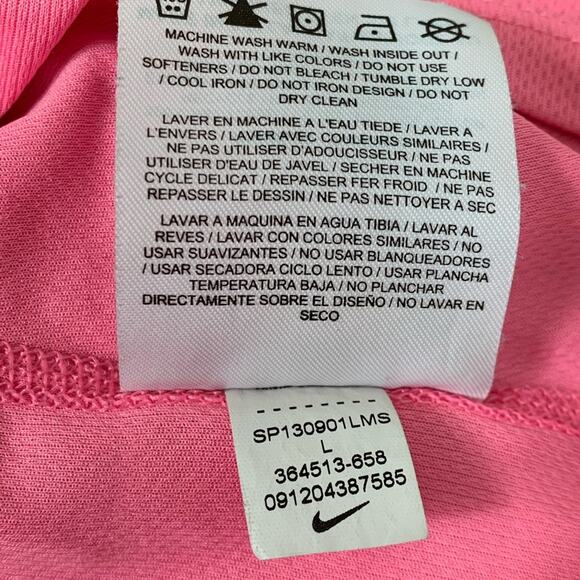 MACHINE WASH WARM / WASH INSIDE OUT /
WASH WITH LIKE COLORS / DO NOT USE
SOFTENERS / DO NOT BLEACH / TUMBLE DRY LOW
/ COOL IRON / DO NOT IRON DESIGN / DO NOT
DRY CLEAN
LAVER EN MACHINE A L'EAU TIEDE / LAVER A
L'ENVERS / LAVER AVEC COULEURS SIMILAIRES /
NE PAS UTILISER D'ADOUCISSEUR / NE PAS
UTILISER D'EAU DE JAVEL / SECHER EN MACHINE
CYCLE DELICAT / REPASSER FER FROID / NE PAS
REPASSER LE DESSIN / NE PAS NETTOYER A SEC
LAVAR A MAQUINA EN AGUA TIBIA / LAVAR AL
REVES / LAVAR CON COLORES SIMILARES / NO
USAR SUAVIZANTES / NO USAR BLANQUEADORES
/ USAR SECADORA CICLO LENTO / USAR PLANCHA
TEMPERATURA BAJA / NO PLANCHAR
DIRECTAMENTE SOBRE EL DISEÑO / NO LAVAR EN
SECO
SP130901LMS
L
364513-658
091204387585